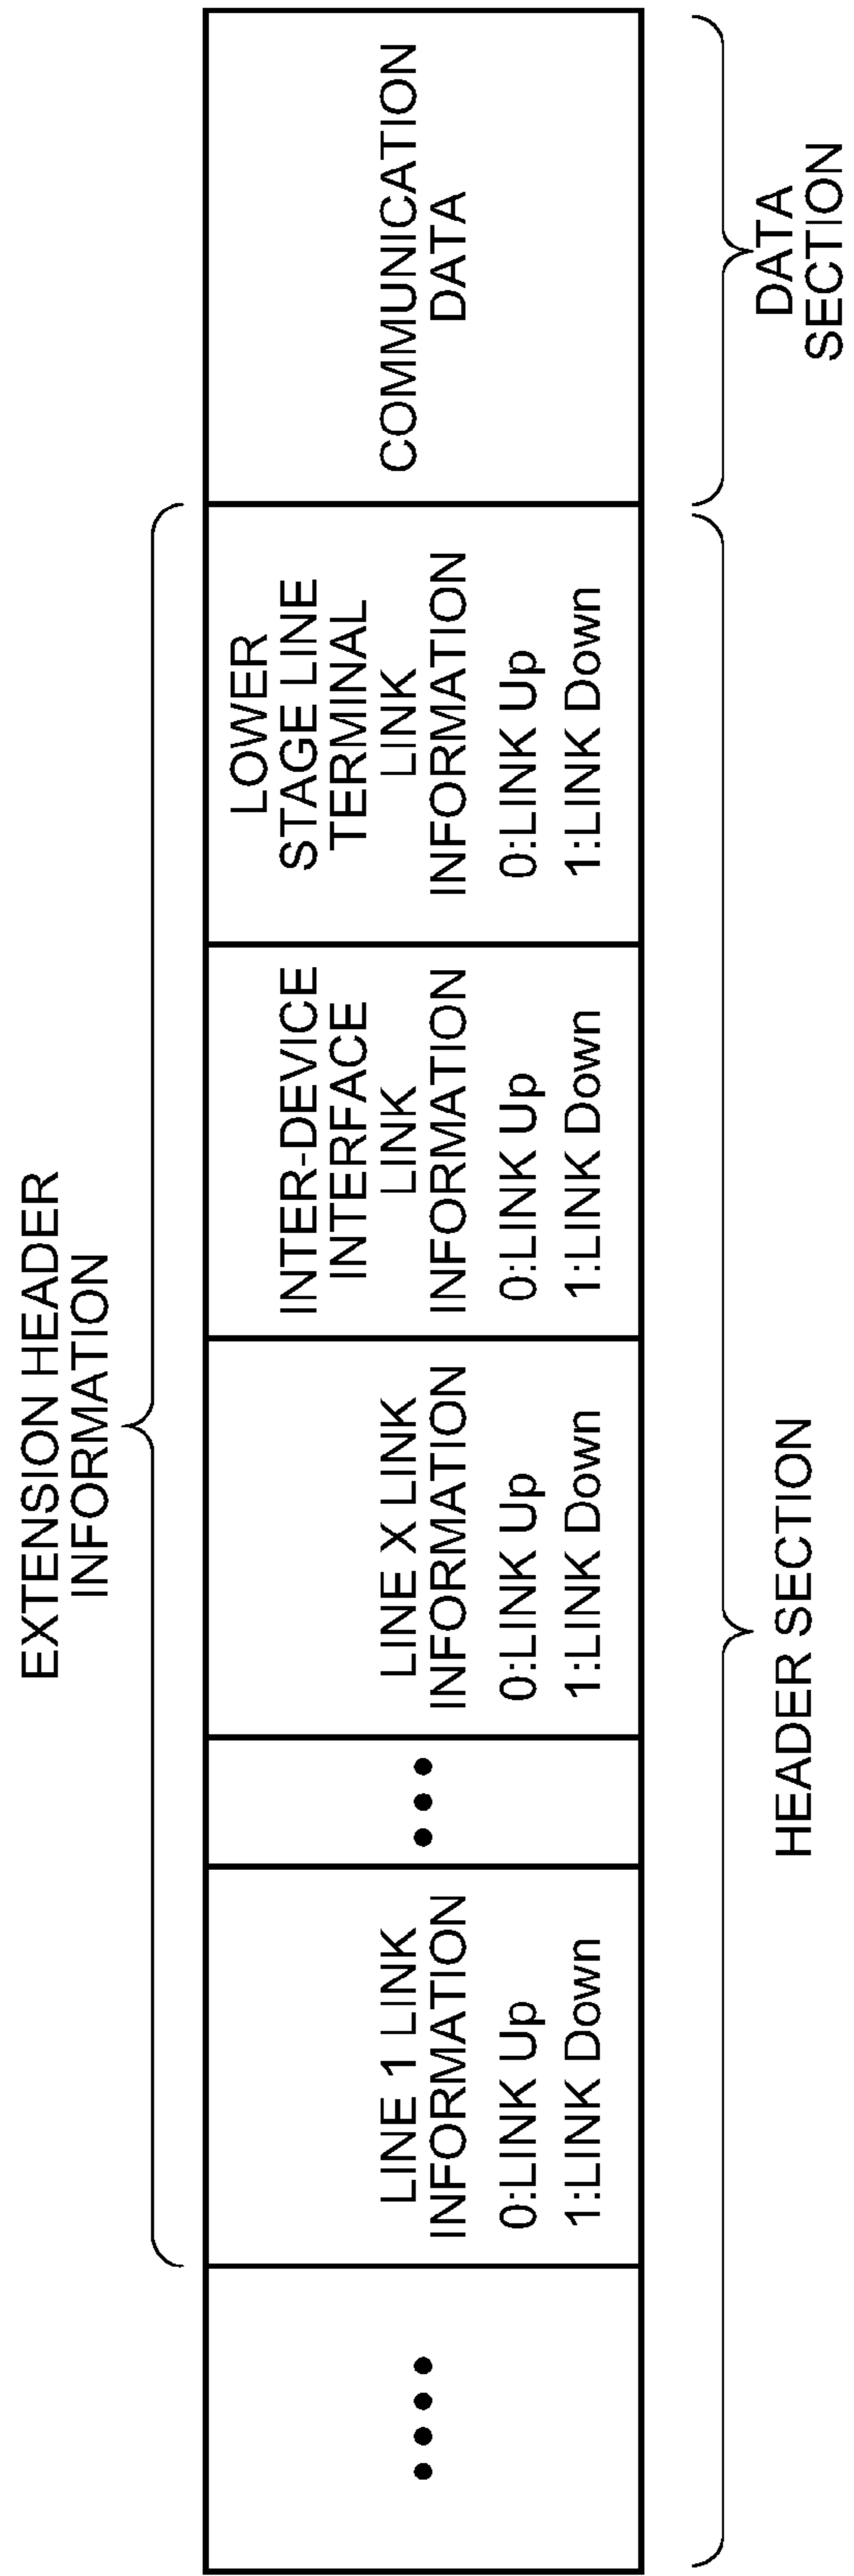 EXTENSION HEADER
INFORMATION
••••
LINE 1 LINK
INFORMATION
0:LINK Up
1:LINK Down
•••
LINE X LINK
INFORMATION
0:LINK Up
1:LINK Down
INTER-DEVICE
INTERFACE
LINK
INFORMATION
0:LINK Up
1:LINK Down
LOWER
STAGE LINE
TERMINAL
LINK
INFORMATION
0:LINK Up
1:LINK Down
COMMUNICATION
DATA
HEADER SECTION
DATA
SECTION